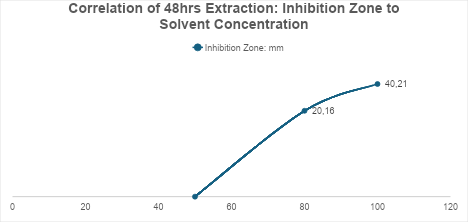 Correlation of 48hrs Extraction: Inhibition Zone to
Solvent Concentration
Inhibition Zone: mm
40,21
20,16
0 20 40 60 80 100 120